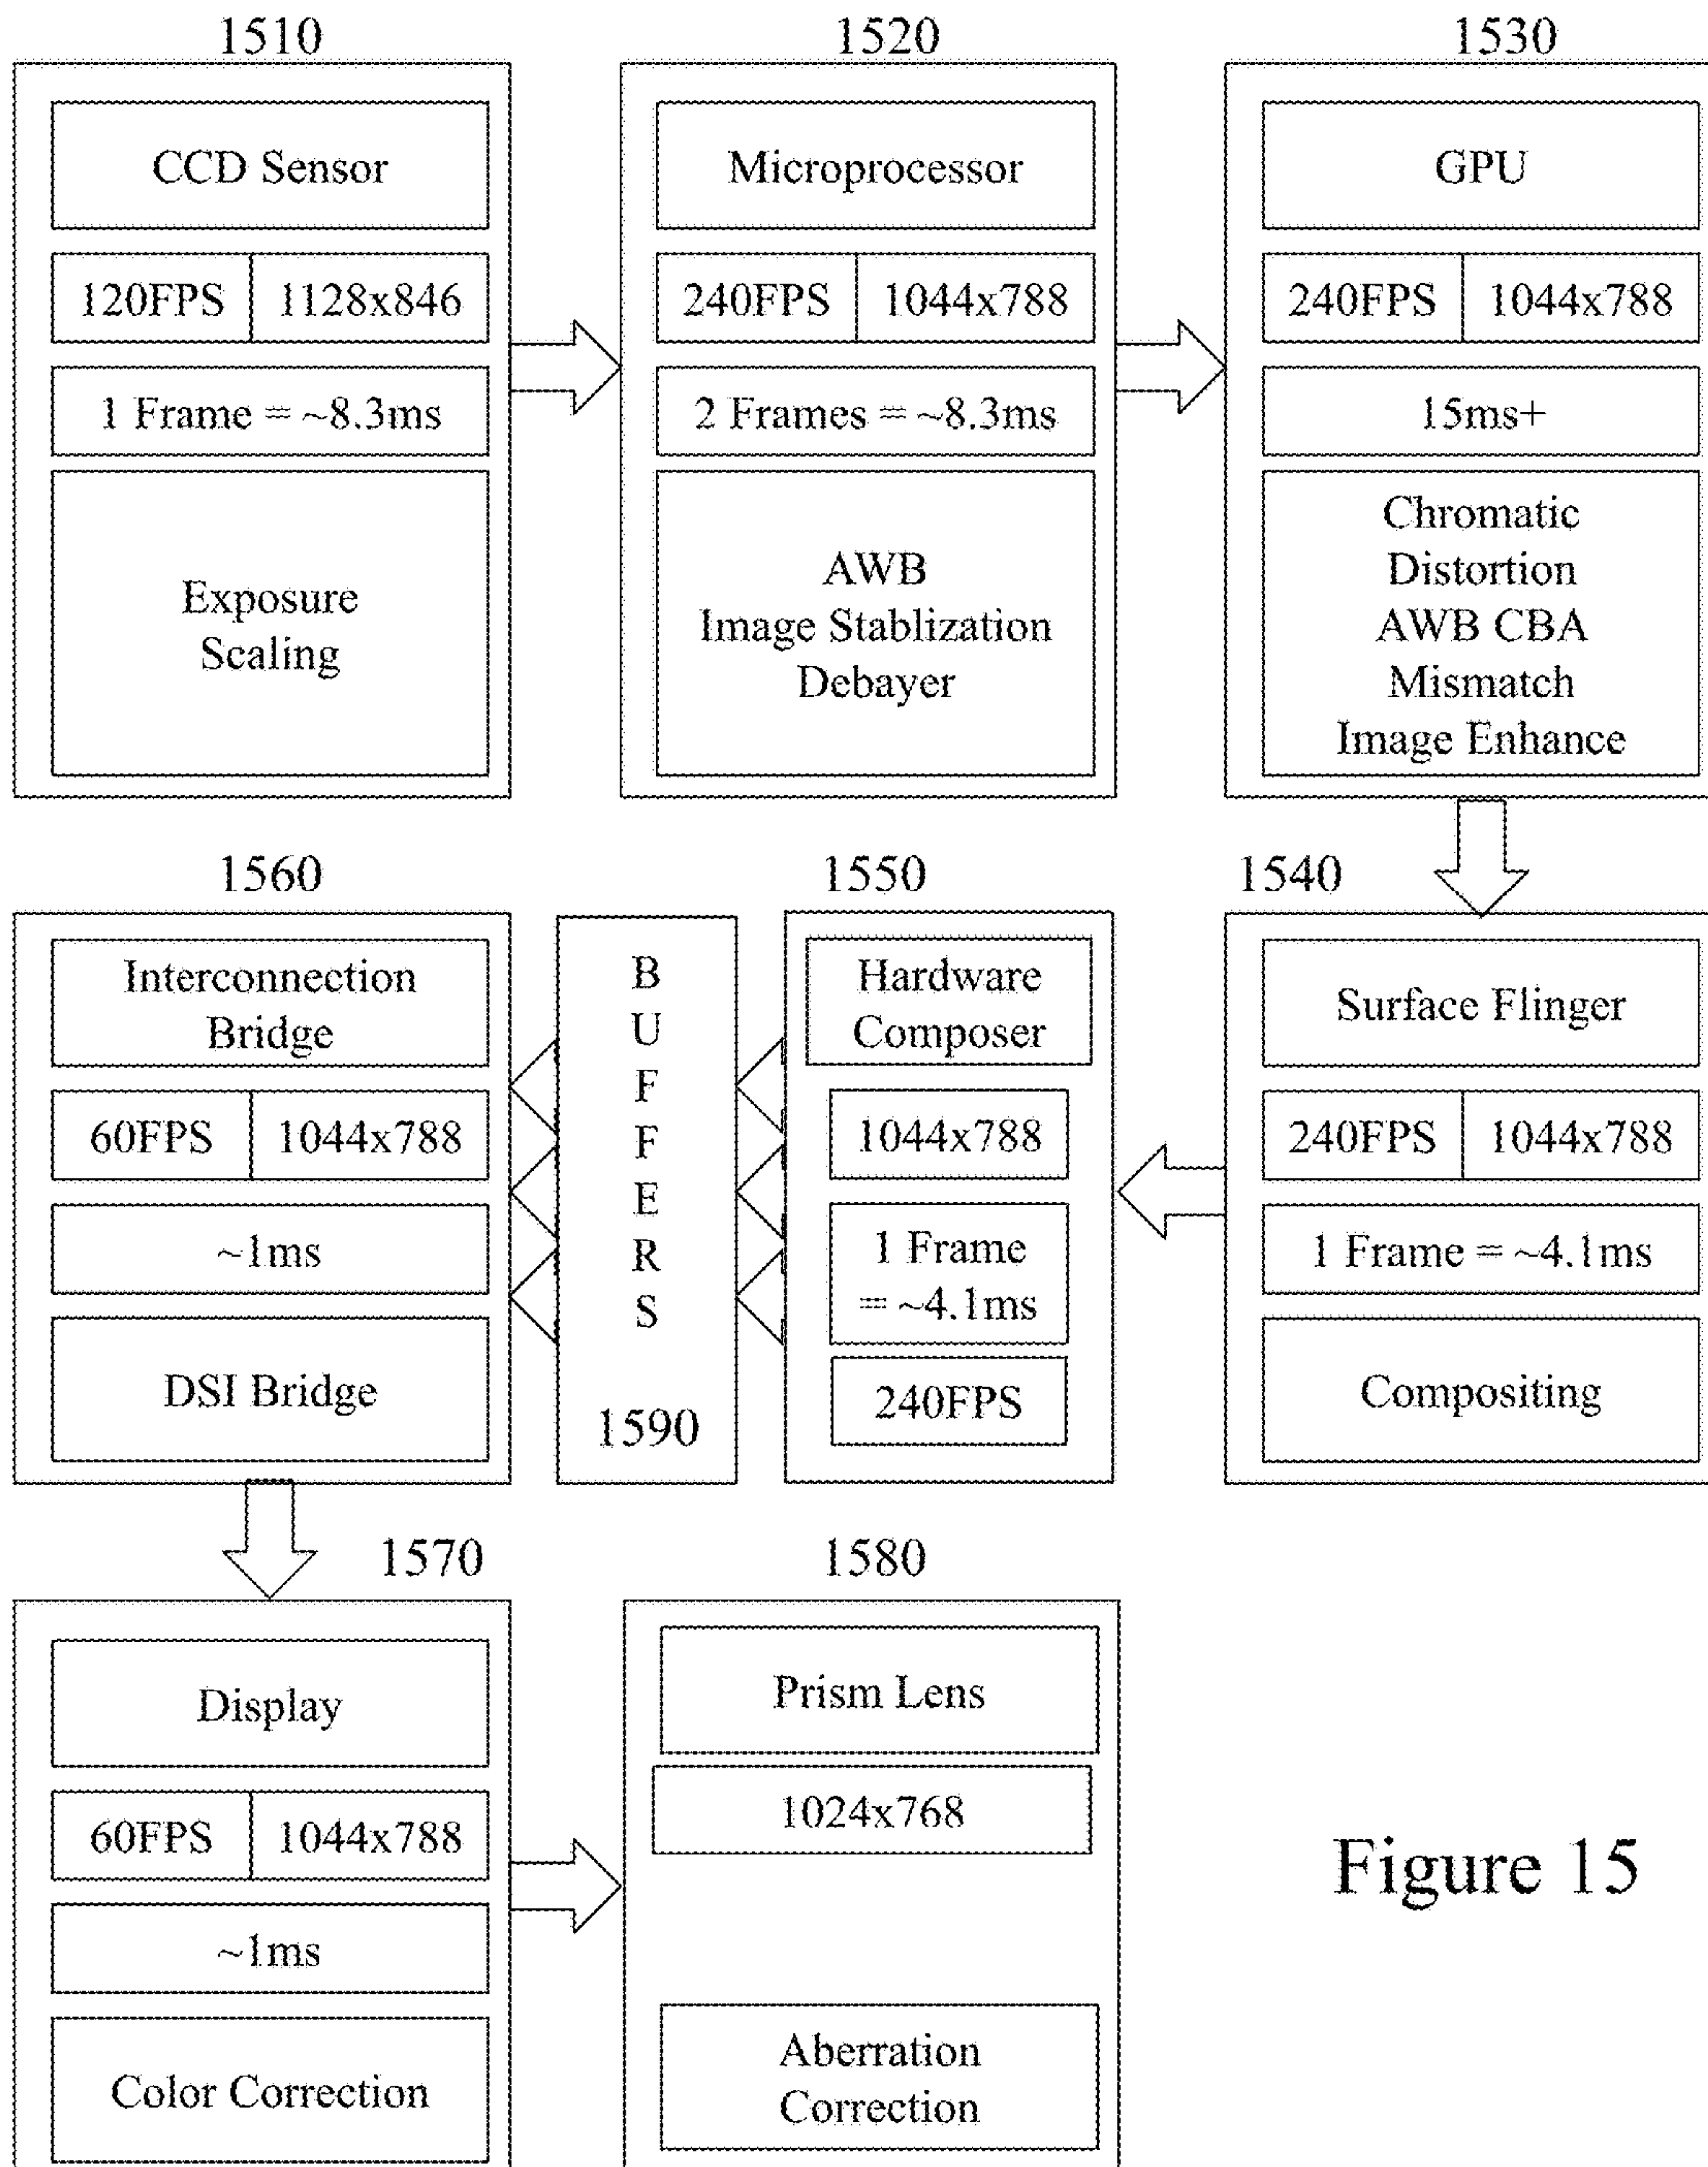 1510
CCD Sensor
120FPS 1128x846
1 Frame = ~8.3ms
Exposure
Scaling
1520
Microprocessor
240FPS 1044x788
2 Frames = ~8.3ms
AWB
Image Stablization
Debayer
1530
GPU
240FPS 1044x788
15ms+
Chromatic
Distortion
AWB CBA
Mismatch
Image Enhance
1540
Surface Flinger
240FPS 1044x788
1 Frame = ~4.1ms
Compositing
1550
Hardware
Composer
1044x788
1 Frame
= ~4.1ms
240FPS
B
U
F
F
E
R
S
1590
1560
Interconnection
Bridge
60FPS 1044x788
~1ms
DSI Bridge
1570
Display
60FPS 1044x788
~1ms
Color Correction
1580
Prism Lens
1024x768
Aberration
Correction
Figure 15